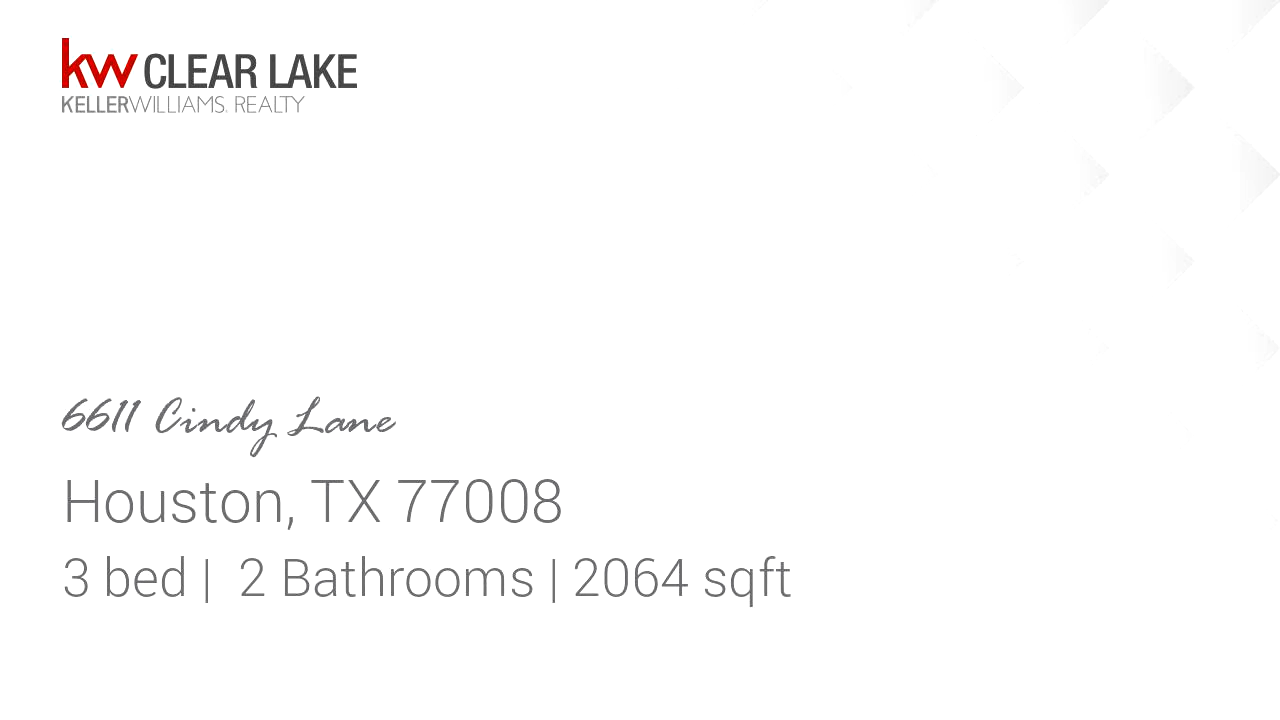 kw CLEAR LAKE
KELLERWILLIAMS. REALTY
6611 Cindy Lane
Houston, TX 77008
3 bed | 2 Bathrooms | 2064 sqft